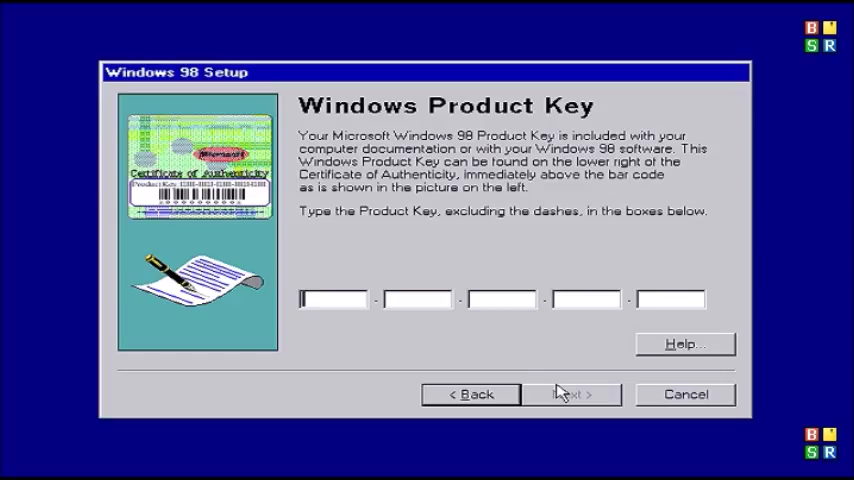 B '
S R
Windows 98 Setup
Microsoft
Certificate of Authenticity
Product Key
Windows Product Key
Your Microsoft Windows 98 Product Key is included with your
computer documentation or with your Windows 98 software. This
Windows Product Key can be found on the lower right of the
Certificate of Authenticity, immediately above the bar code
as is shown in the picture on the left.
Type the Product Key, excluding the dashes, in the boxes below.
- - - -
Help...
< Back
Next >
Cancel
B '
S R